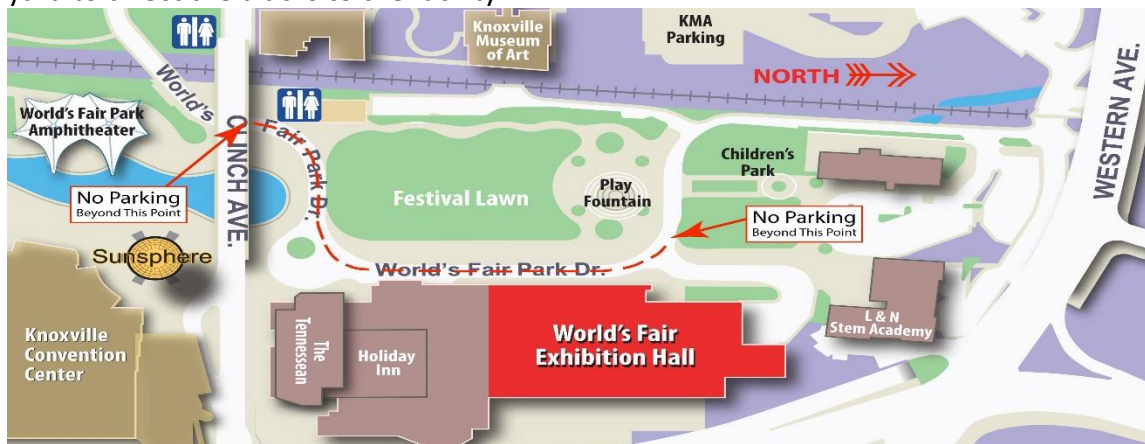 KMA
Parking
Knoxville
Museum
of Art
NORTH
WESTERN AVE.
World's
Fair Park Dr.
World's Fair Park
Amphitheater
CLINCH AVE.
Children's
Park
Play
Fountain
Festival Lawn
No Parking
Beyond This Point
No Parking
Beyond This Point
Sunsphere
World's Fair Park Dr.
L & N
Stem Academy
The
Tennessean
Holiday
Inn
World's Fair
Exhibition Hall
Knoxville
Convention
Center